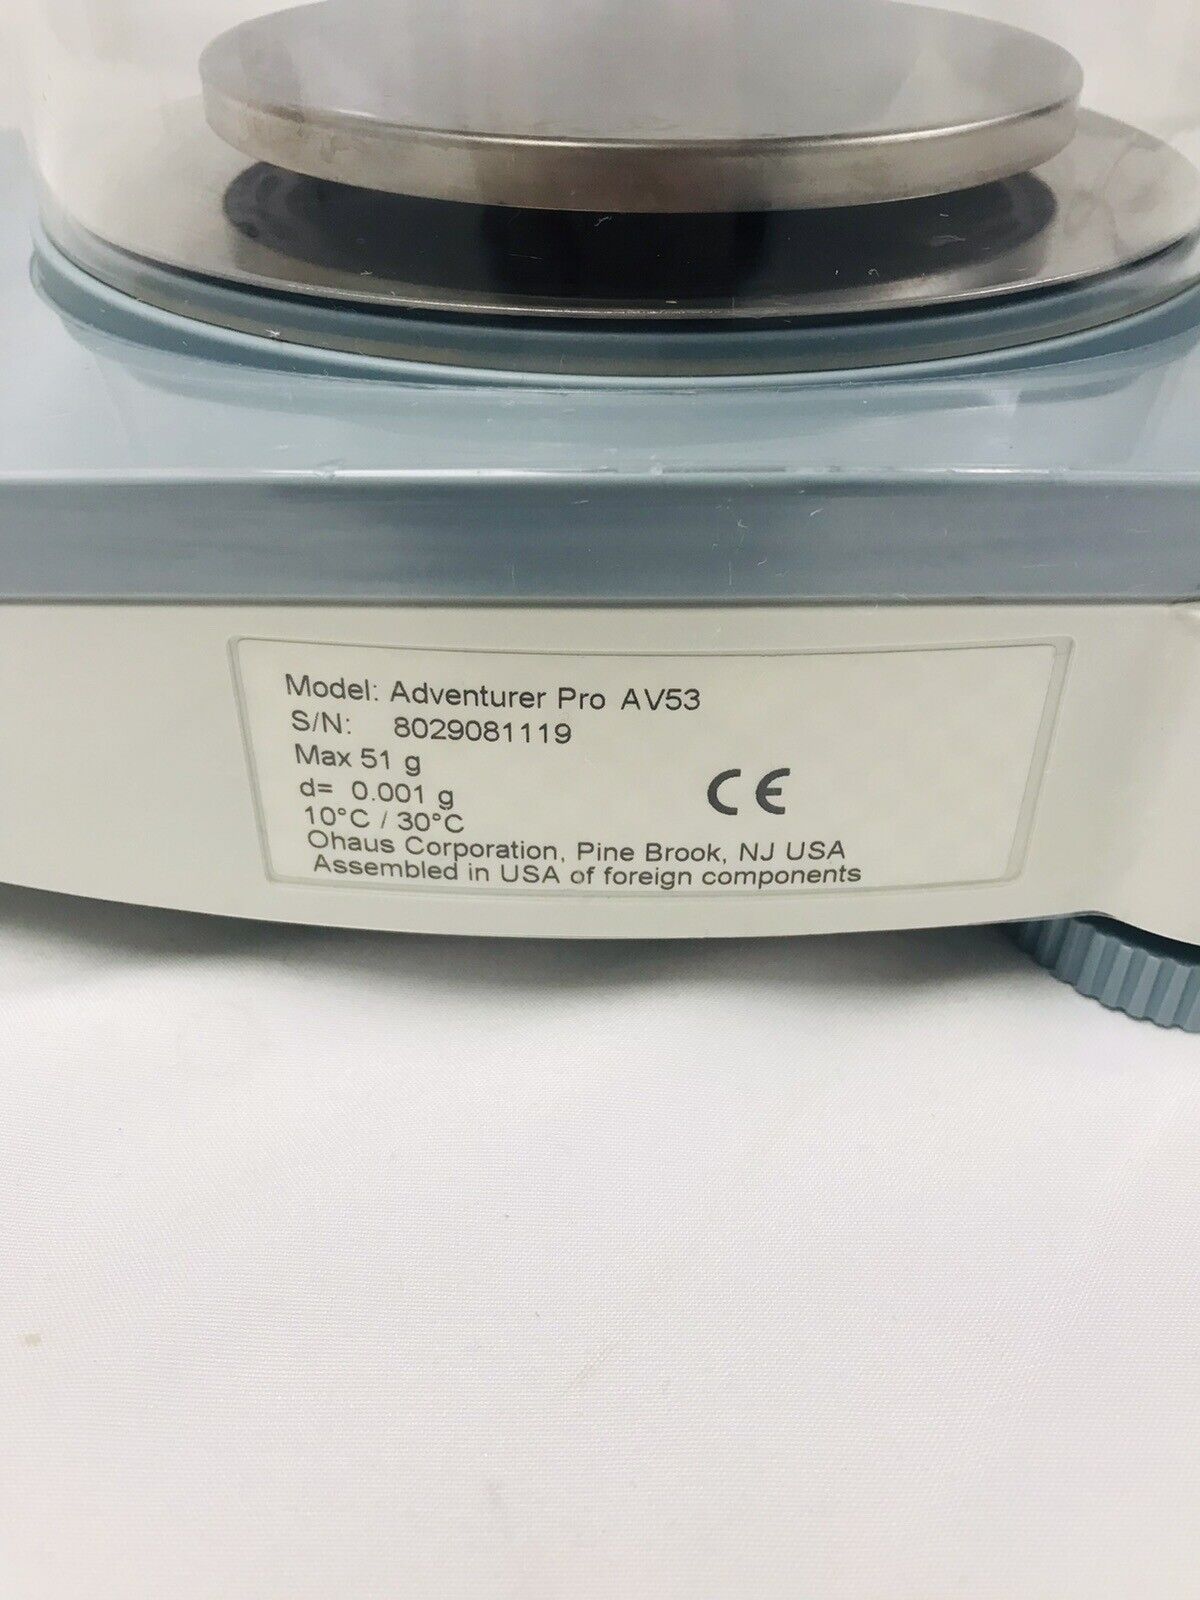 Model: Adventurer Pro AV53
S/N: 8029081119
Max 51 g
d= 0.001 g
10°C / 30°C
CE
Ohaus Corporation, Pine Brook, NJ USA
Assembled in USA of foreign components